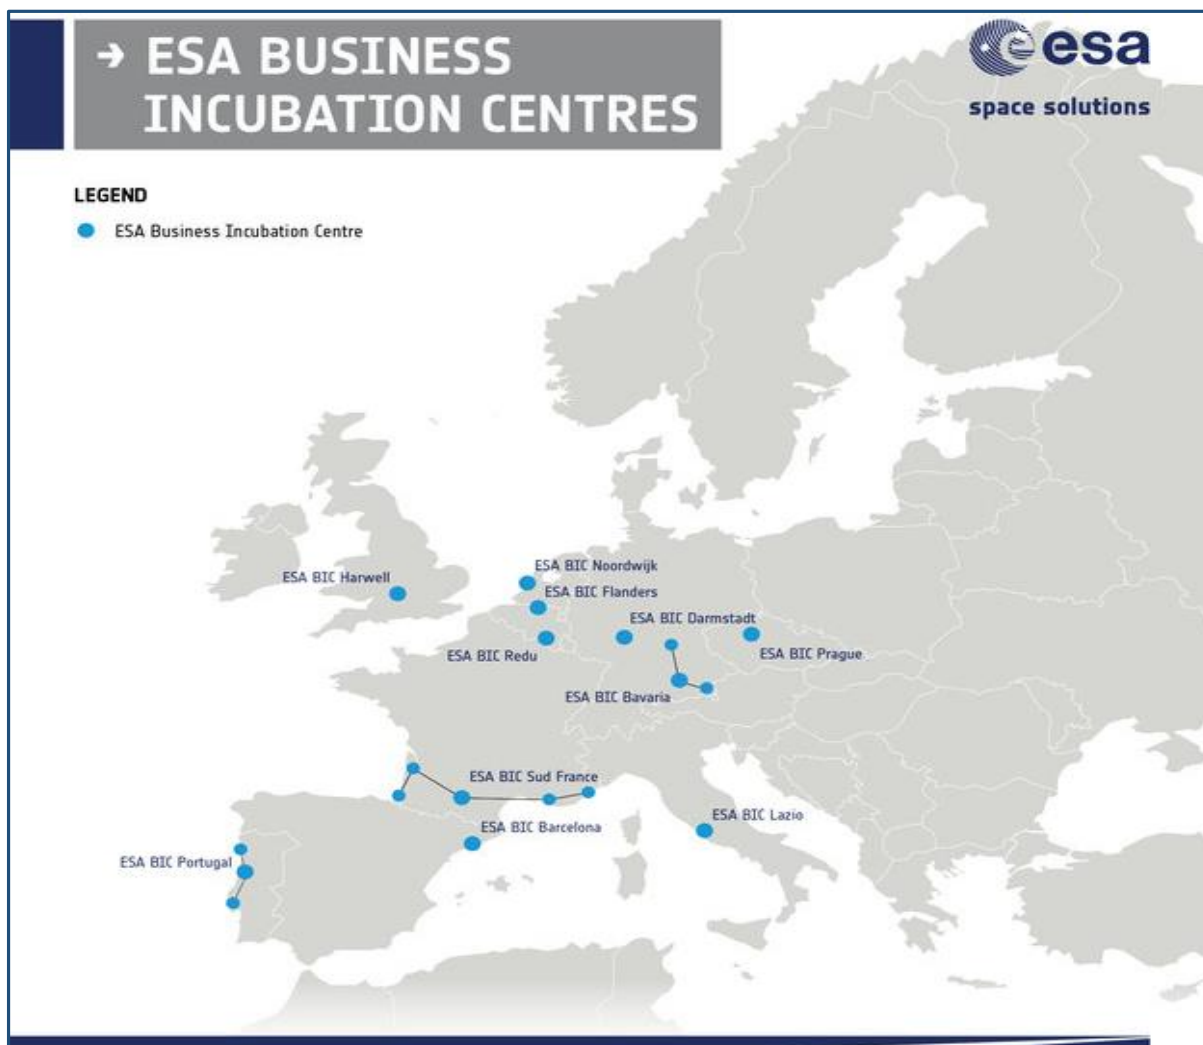 → ESA BUSINESS
INCUBATION CENTRES
esa
space solutions
LEGEND
ESA Business Incubation Centre
ESA BIC Noordwijk
ESA BIC Harwell
ESA BIC Flanders
ESA BIC Darmstadt
ESA BIC Redu
ESA BIC Prague
ESA BIC Bavaria
ESA BIC Sud France
ESA BIC Lazio
ESA BIC Barcelona
ESA BIC Portugal